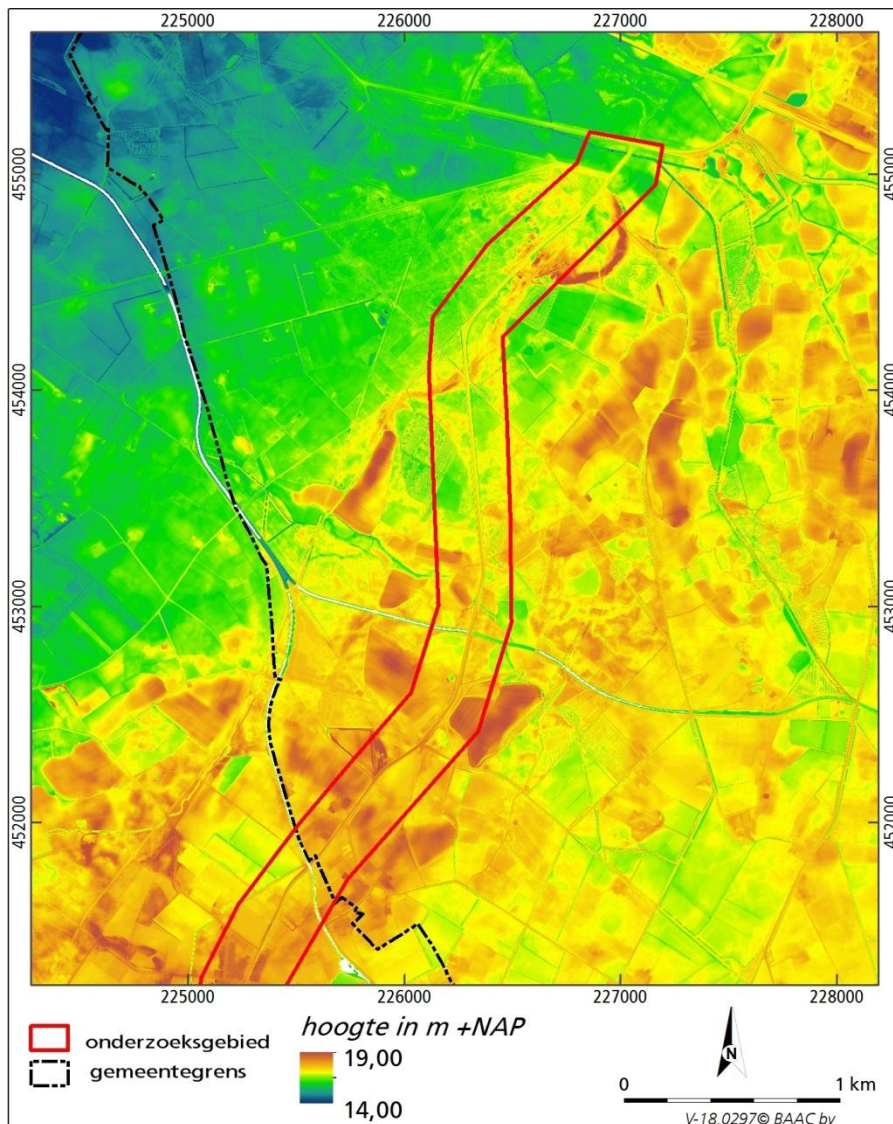 225000 226000 227000 228000
455000 455000
454000 454000
453000 453000
452000 452000
225000 226000 227000 228000
onderzoeksgebied
gemeentegrens
hoogte in m +NAP
19,00
14,00
N
0 1 km
V-18.0297© BAAC bv